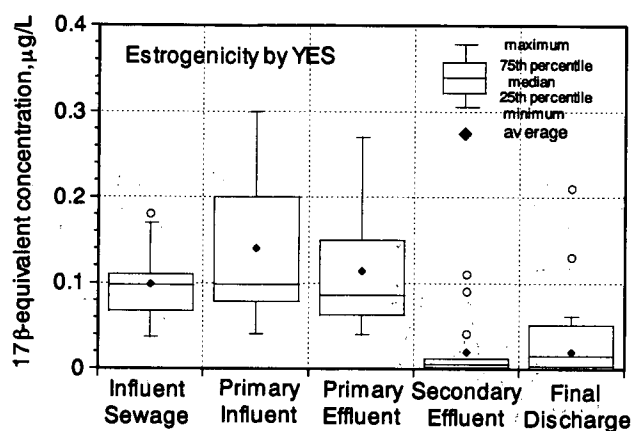 0.4
0.3
0.2
0.1
0
17β-equivalent concentration, µg/L
Estrogenicity by YES
maximum
75th percentile
median
25th percentile
minimum
average
Influent Sewage
Primary Influent
Primary Effluent
Secondary Effluent
Final Discharge